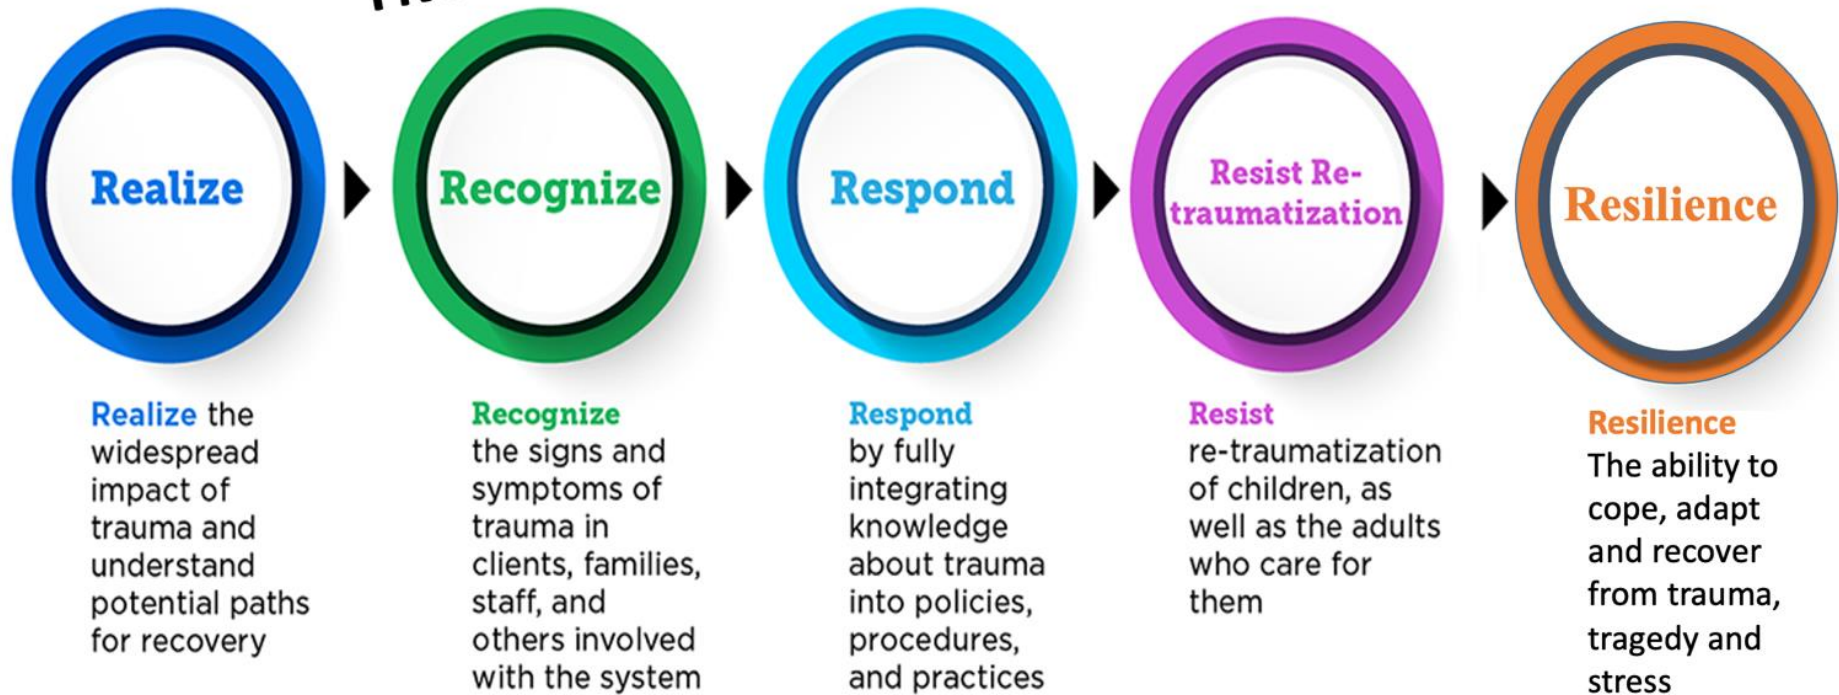 Realize
Recognize
Respond
Resist Re-
traumatization
Resilience
Realize the
widespread
impact of
trauma and
understand
potential paths
for recovery
Recognize
the signs and
symptoms of
trauma in
clients, families,
staff, and
others involved
with the system
Respond
by fully
integrating
knowledge
about trauma
into policies,
procedures,
and practices
Resist
re-traumatization
of children, as
well as the adults
who care for
them
Resilience
The ability to
cope, adapt
and recover
from trauma,
tragedy and
stress